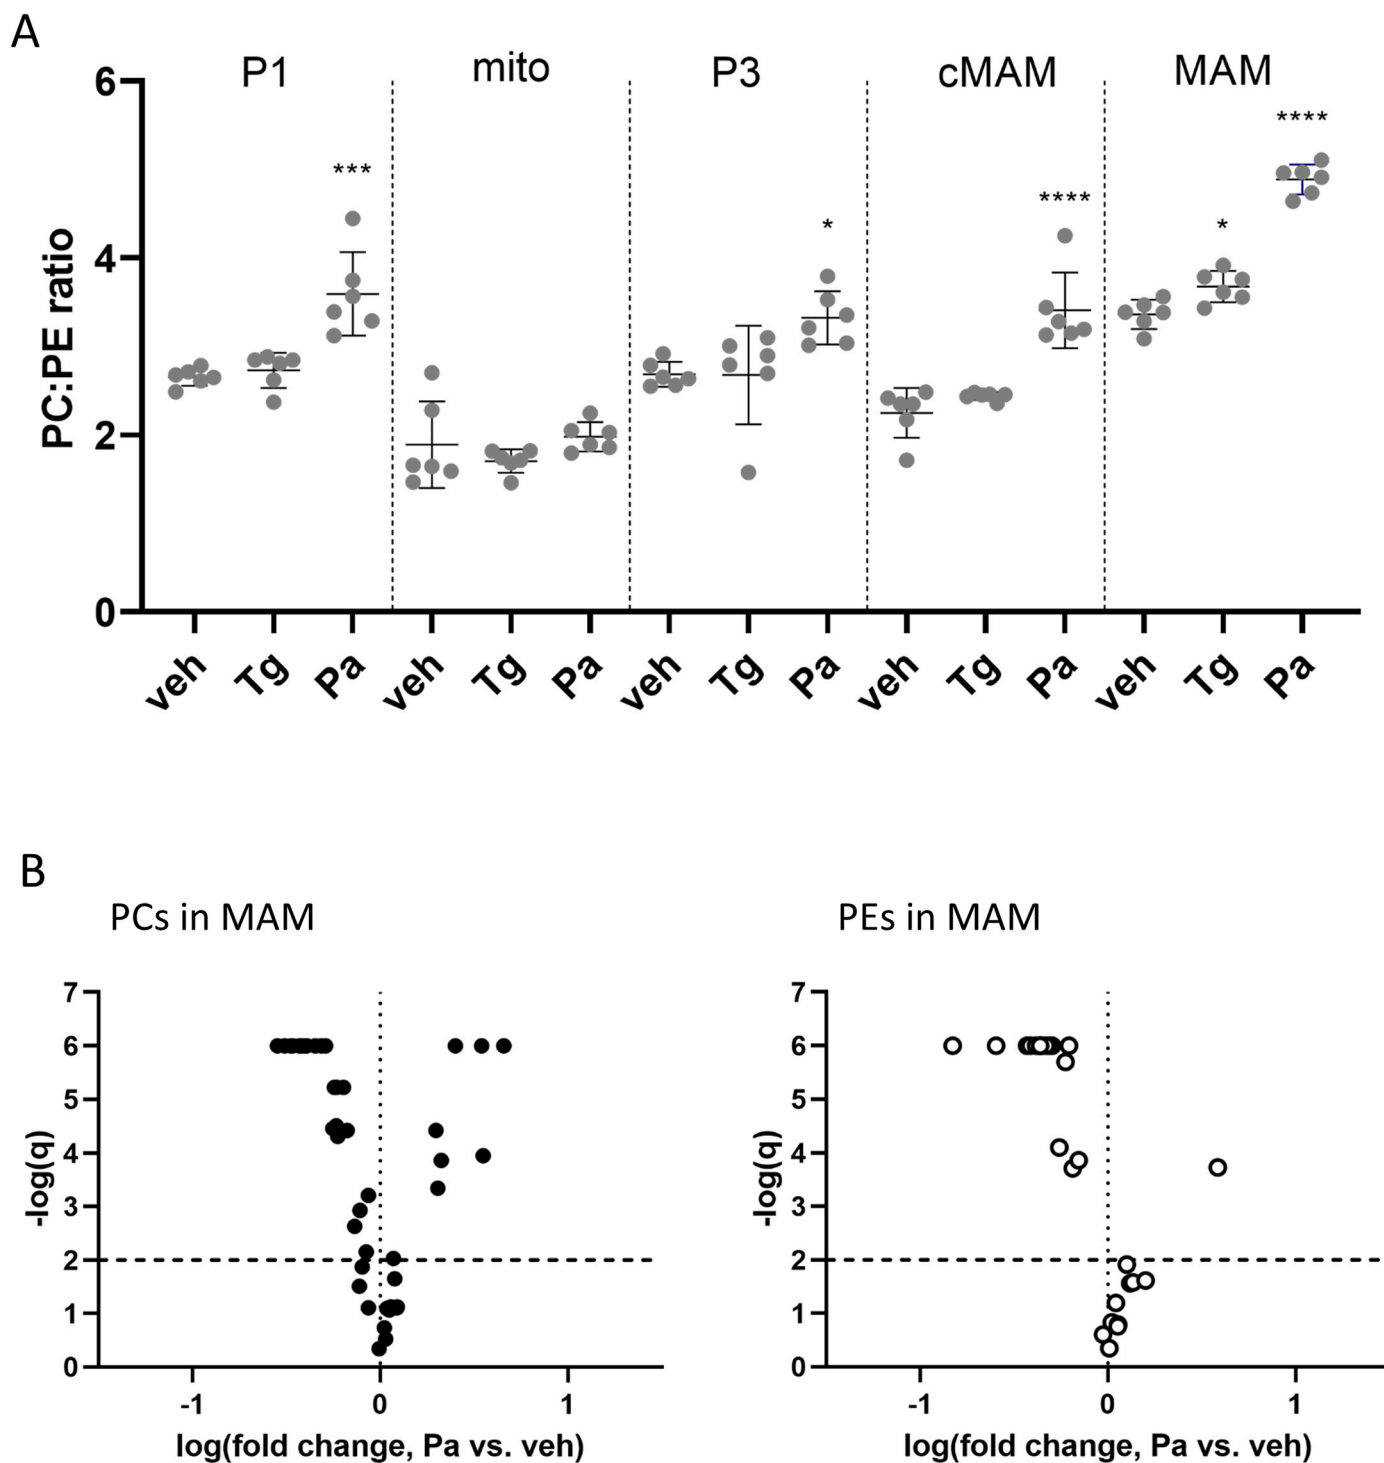 A
P1 mito P3 cMAM MAM
6
4
2
0
PC:PE ratio
*** * **** * ****
veh Tg Pa veh Tg Pa veh Tg Pa veh Tg Pa veh Tg Pa
B
PCs in MAM
7
6
5
4
3
2
1
0
-log(q)
-1 0 1
log(fold change, Pa vs. veh)
PEs in MAM
7
6
5
4
3
2
1
0
-log(q)
-1 0 1
log(fold change, Pa vs. veh)